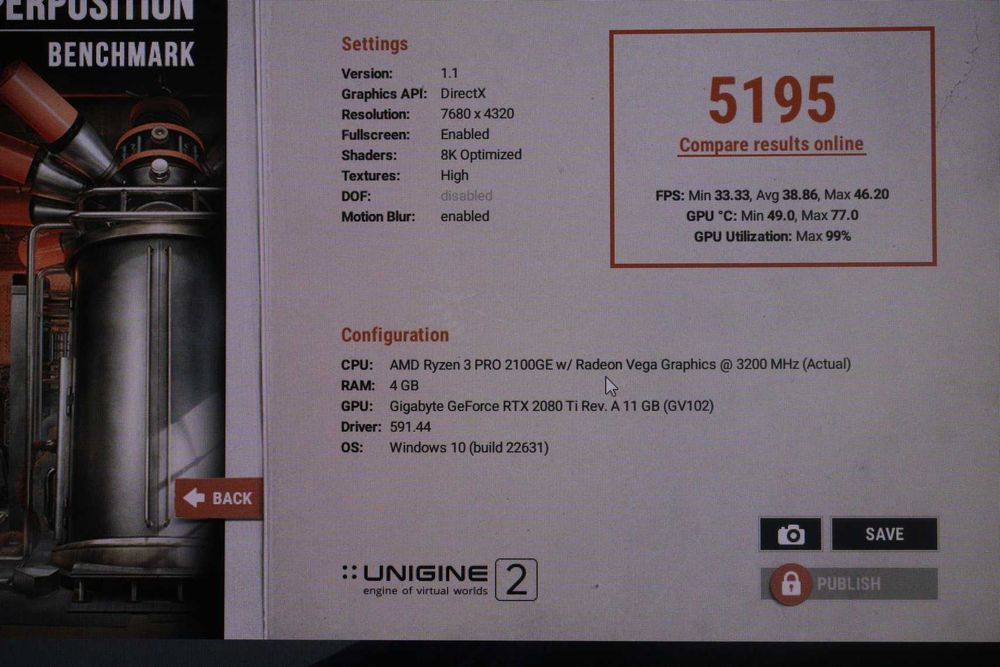 PERPOSITION
BENCHMARK
Settings
Version: 1.1
Graphics API: DirectX
Resolution: 7680 x 4320
Fullscreen: Enabled
Shaders: 8K Optimized
Textures: High
DOF: disabled
Motion Blur: enabled
5195
Compare results online
FPS: Min 33.33, Avg 38.86, Max 46.20
GPU °C: Min 49.0, Max 77.0
GPU Utilization: Max 99%
Configuration
CPU: AMD Ryzen 3 PRO 2100GE w/ Radeon Vega Graphics @ 3200 MHz (Actual)
RAM: 4 GB
GPU: Gigabyte GeForce RTX 2080 Ti Rev. A 11 GB (GV102)
Driver: 591.44
OS: Windows 10 (build 22631)
BACK
UNIGINE 2
engine of virtual worlds
SAVE
PUBLISH